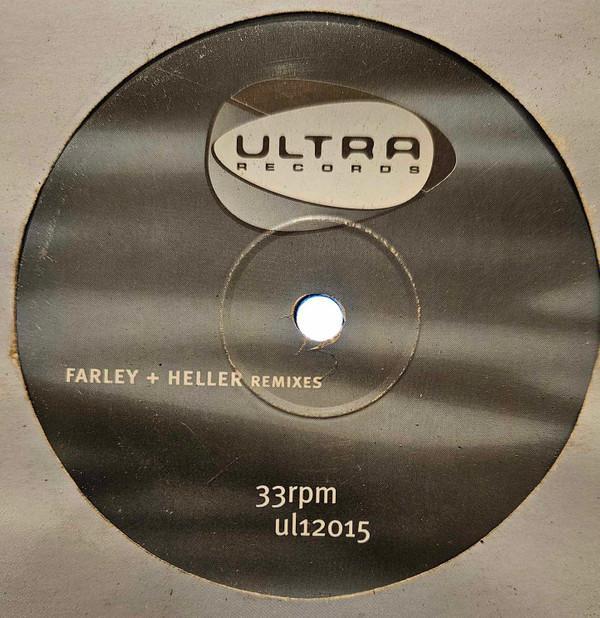 ULTRA
RECORDS
FARLEY + HELLER REMIXES
33rpm
ul12015